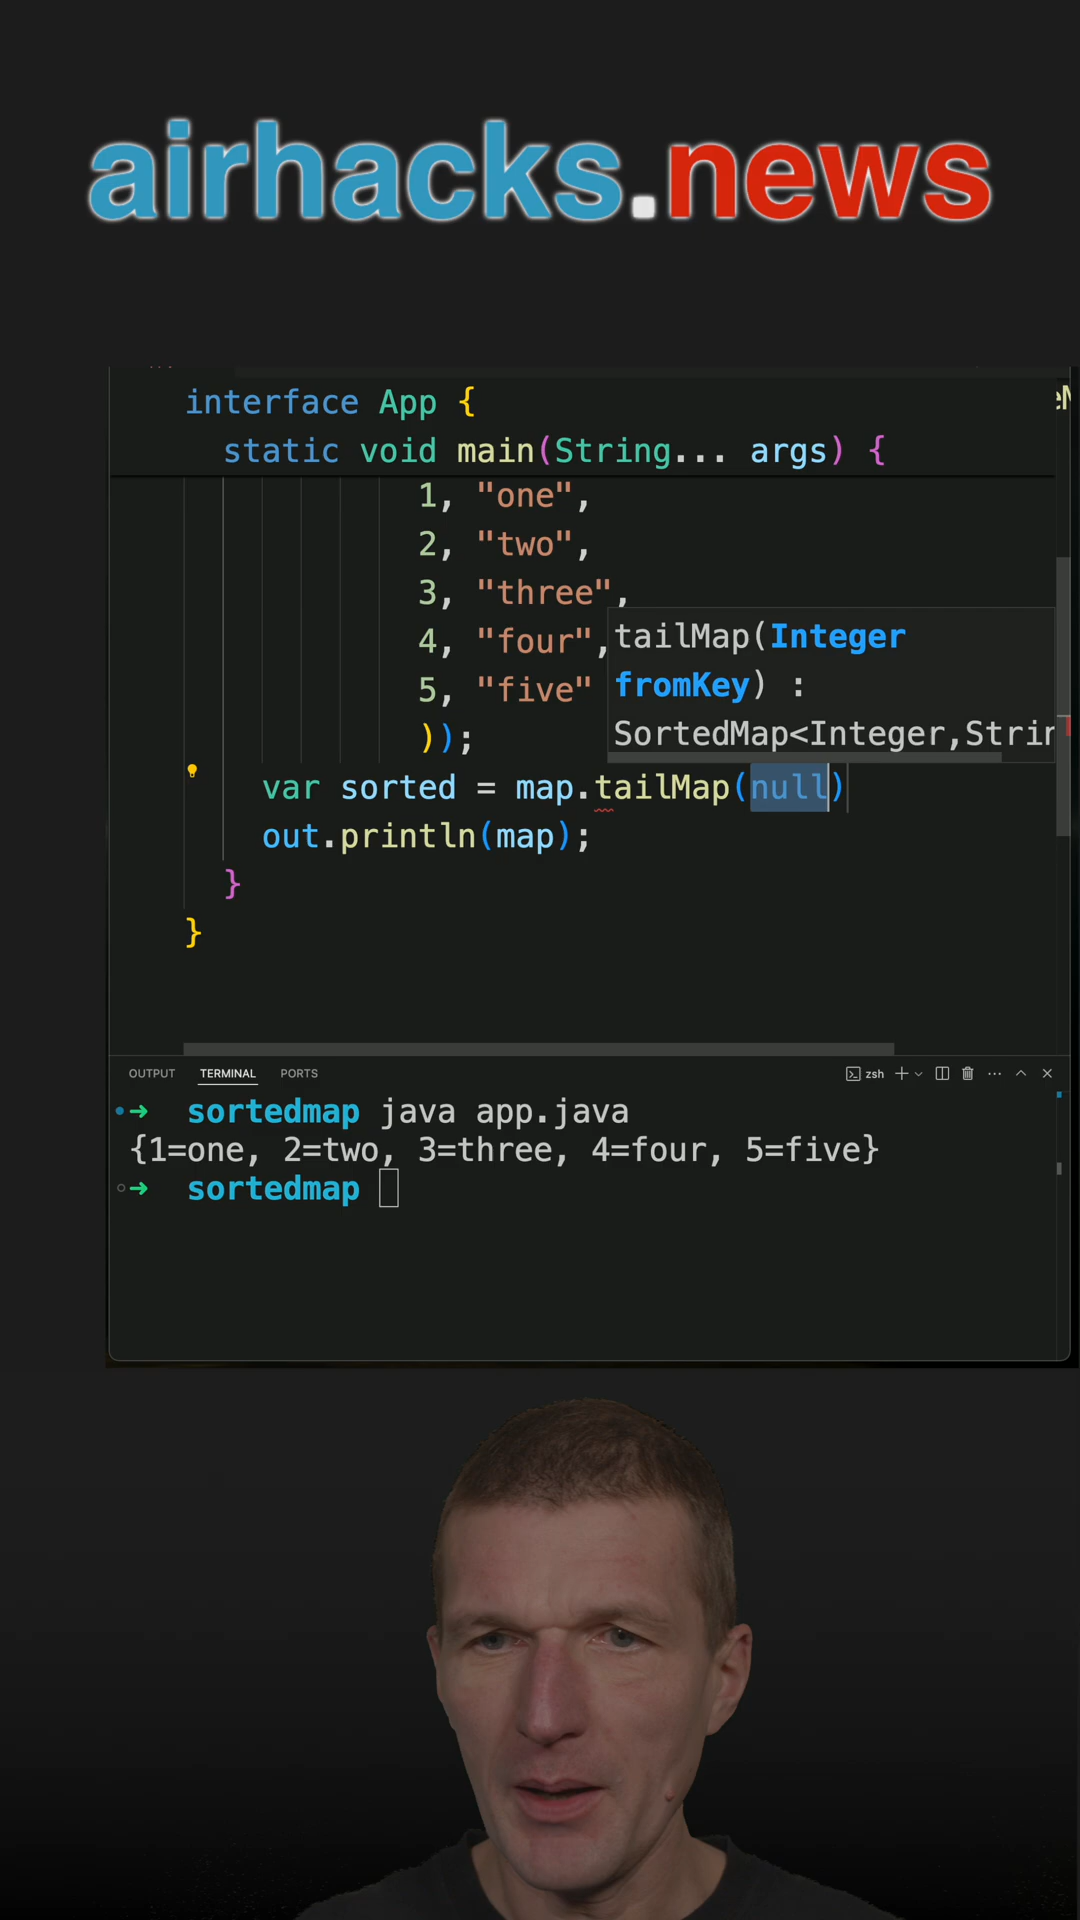 airhacks.news
interface App {
static void main(String... args) {
1, "one",
2, "two",
3, "three",
4, "four",
5, "five"
));
tailMap(Integer
fromKey) :
SortedMap<Integer,Strin
var sorted = map.tailMap(null)
out.println(map);
}
}
OUTPUT TERMINAL PORTS zsh
➜ sortedmap java app.java
{1=one, 2=two, 3=three, 4=four, 5=five}
➜ sortedmap